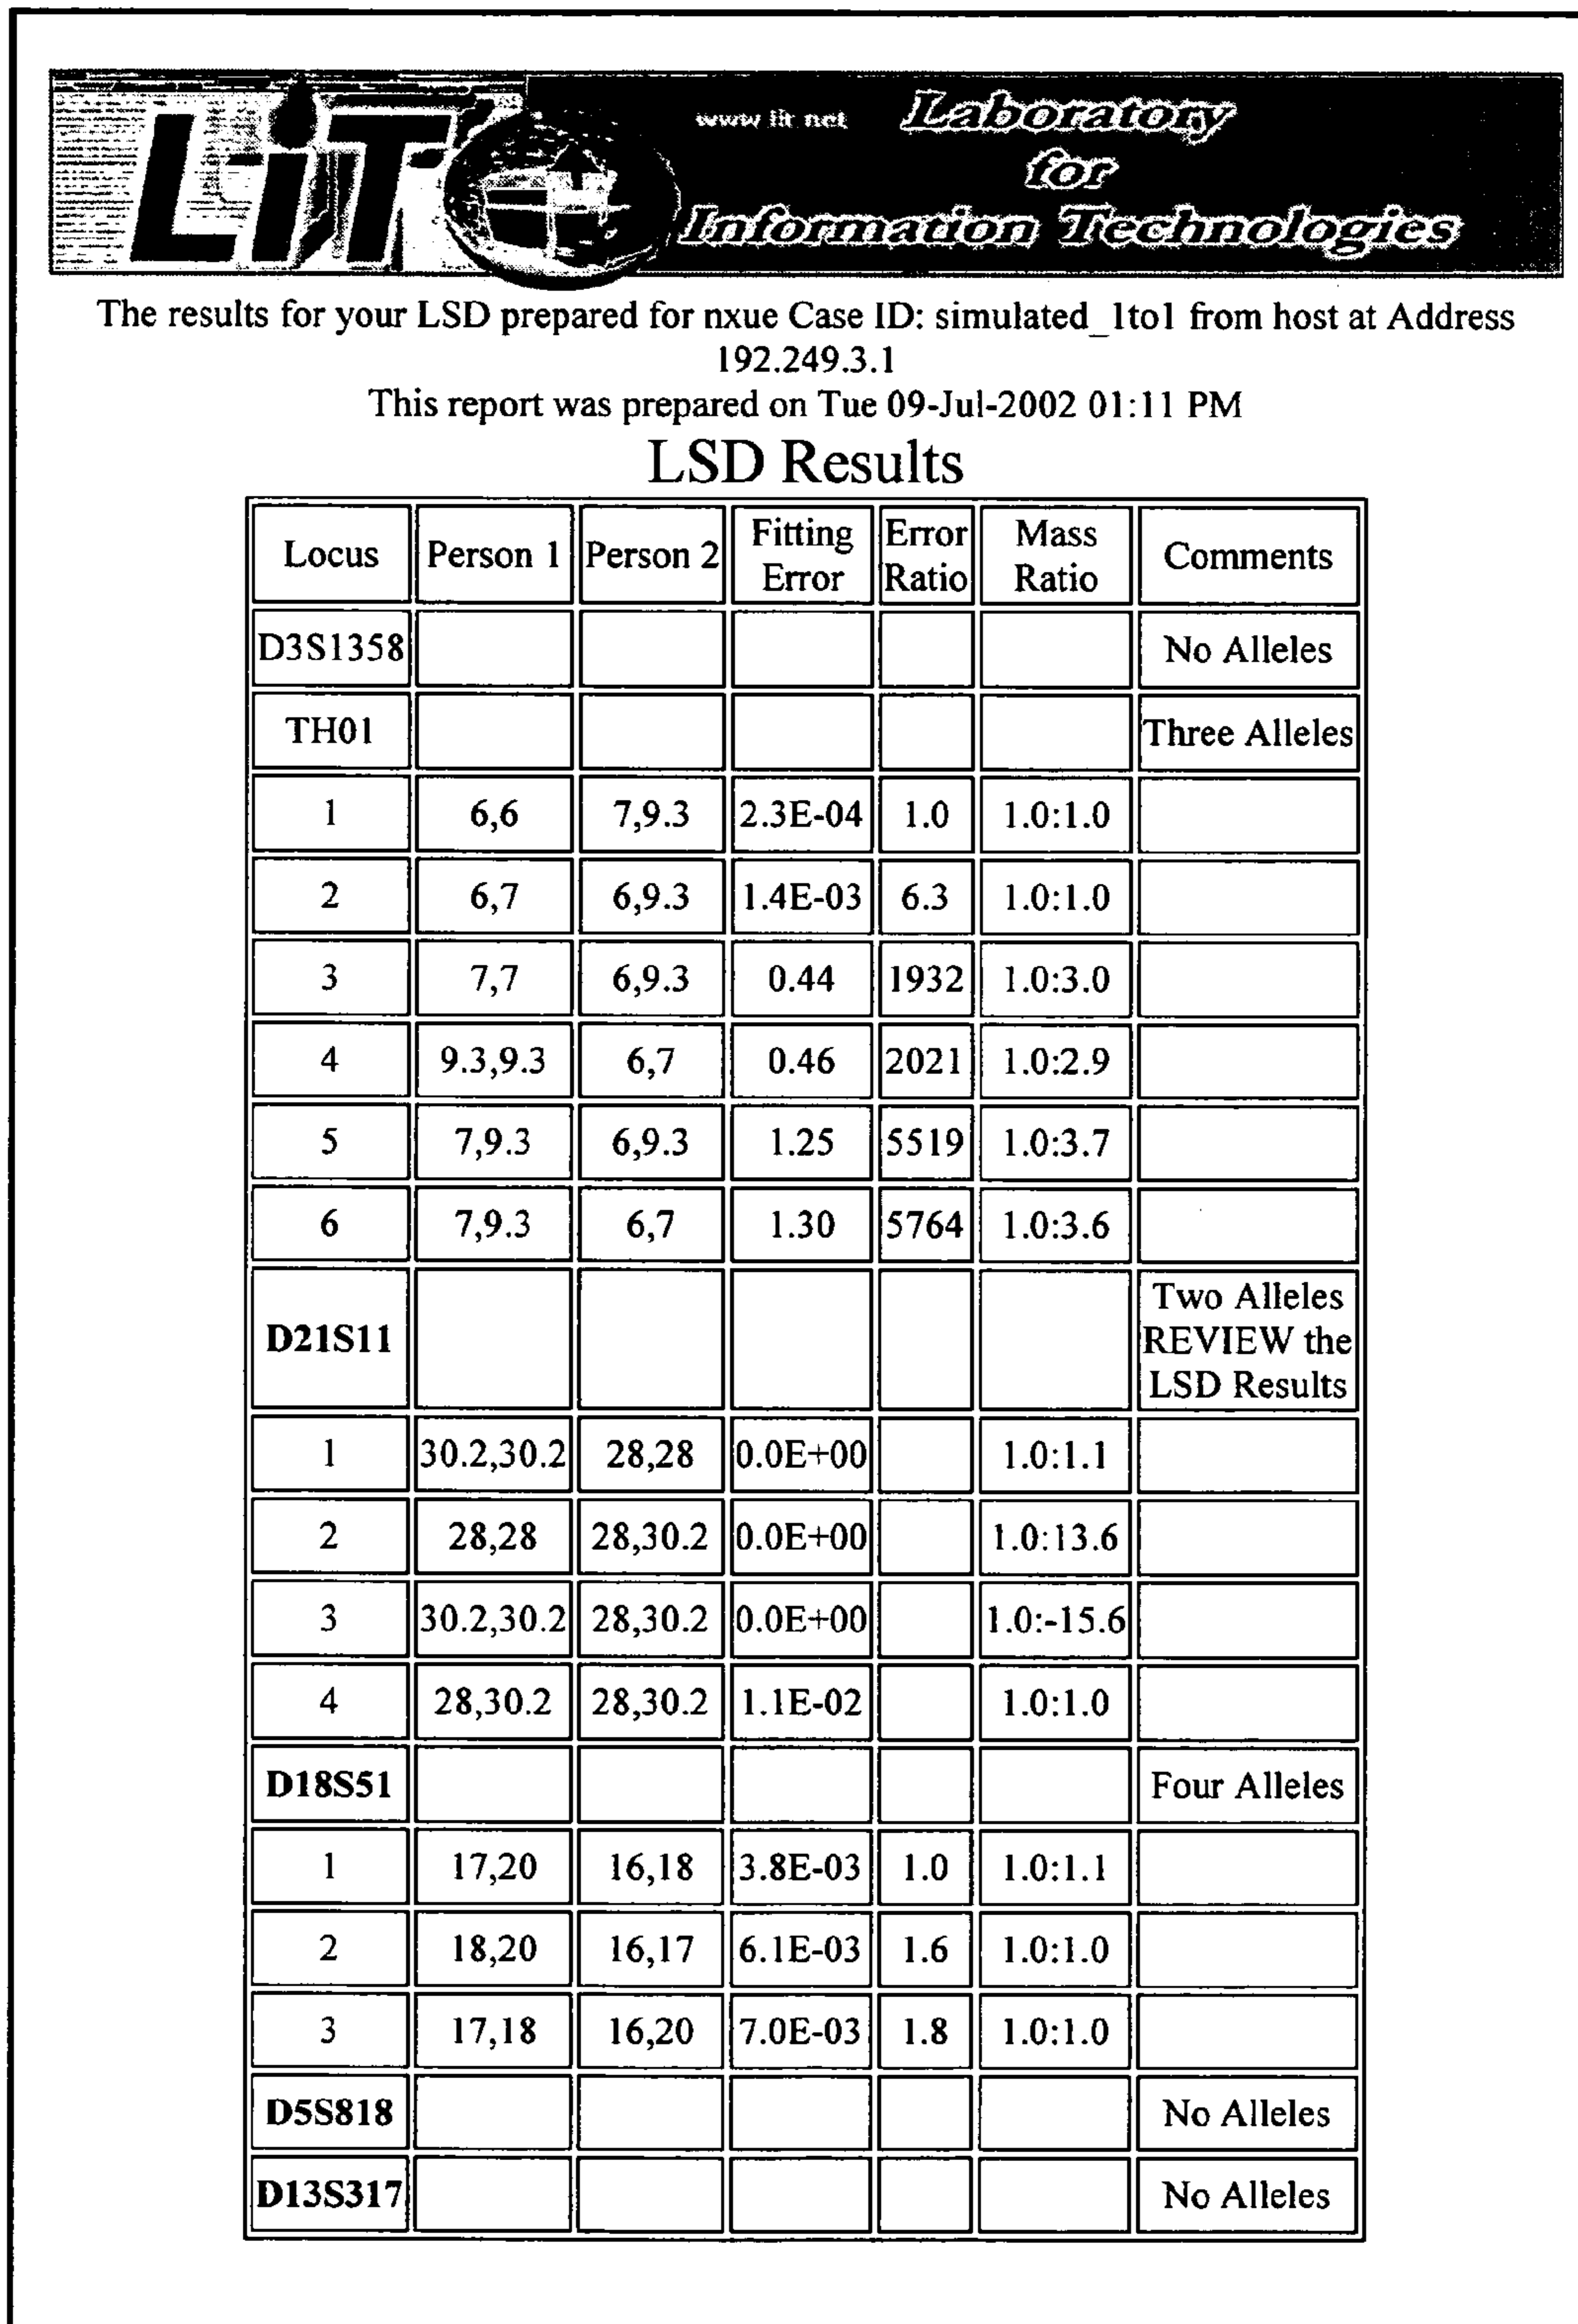 LiT
www.lit.net
Laboratory
for
Information Technologies
The results for your LSD prepared for nxue Case ID: simulated_1to1 from host at Address
192.249.3.1
This report was prepared on Tue 09-Jul-2002 01:11 PM
LSD Results
Locus Person 1 Person 2 Fitting Error Error Ratio Mass Ratio Comments
D3S1358 No Alleles
TH01 Three Alleles
1 6,6 7,9.3 2.3E-04 1.0 1.0:1.0
2 6,7 6,9.3 1.4E-03 6.3 1.0:1.0
3 7,7 6,9.3 0.44 1932 1.0:3.0
4 9.3,9.3 6,7 0.46 2021 1.0:2.9
5 7,9.3 6,9.3 1.25 5519 1.0:3.7
6 7,9.3 6,7 1.30 5764 1.0:3.6
D21S11 Two Alleles REVIEW the LSD Results
1 30.2,30.2 28,28 0.0E+00 1.0:1.1
2 28,28 28,30.2 0.0E+00 1.0:13.6
3 30.2,30.2 28,30.2 0.0E+00 1.0:-15.6
4 28,30.2 28,30.2 1.1E-02 1.0:1.0
D18S51 Four Alleles
1 17,20 16,18 3.8E-03 1.0 1.0:1.1
2 18,20 16,17 6.1E-03 1.6 1.0:1.0
3 17,18 16,20 7.0E-03 1.8 1.0:1.0
D5S818 No Alleles
D13S317 No Alleles